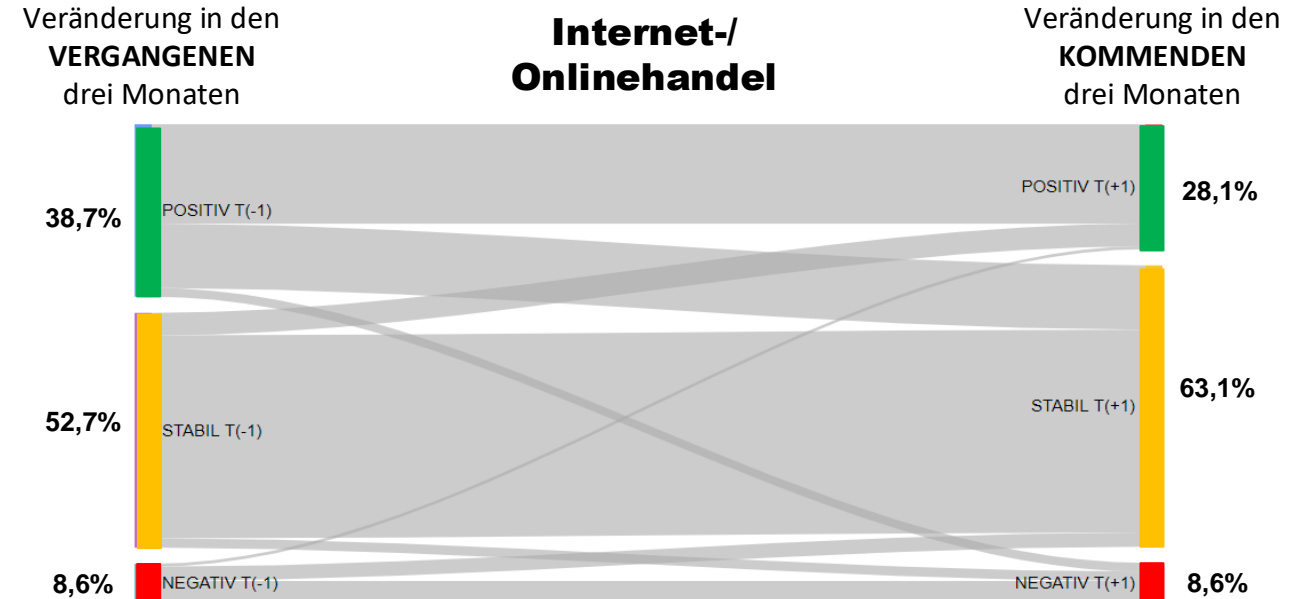 Veränderung in den
VERGANGENEN
drei Monaten
Internet-/
Onlinehandel
Veränderung in den
KOMMENDEN
drei Monaten
38,7%
POSITIV T(-1)
POSITIV T(+1)
28,1%
52,7%
STABIL T(-1)
STABIL T(+1)
63,1%
8,6%
NEGATIV T(-1)
NEGATIV T(+1)
8,6%